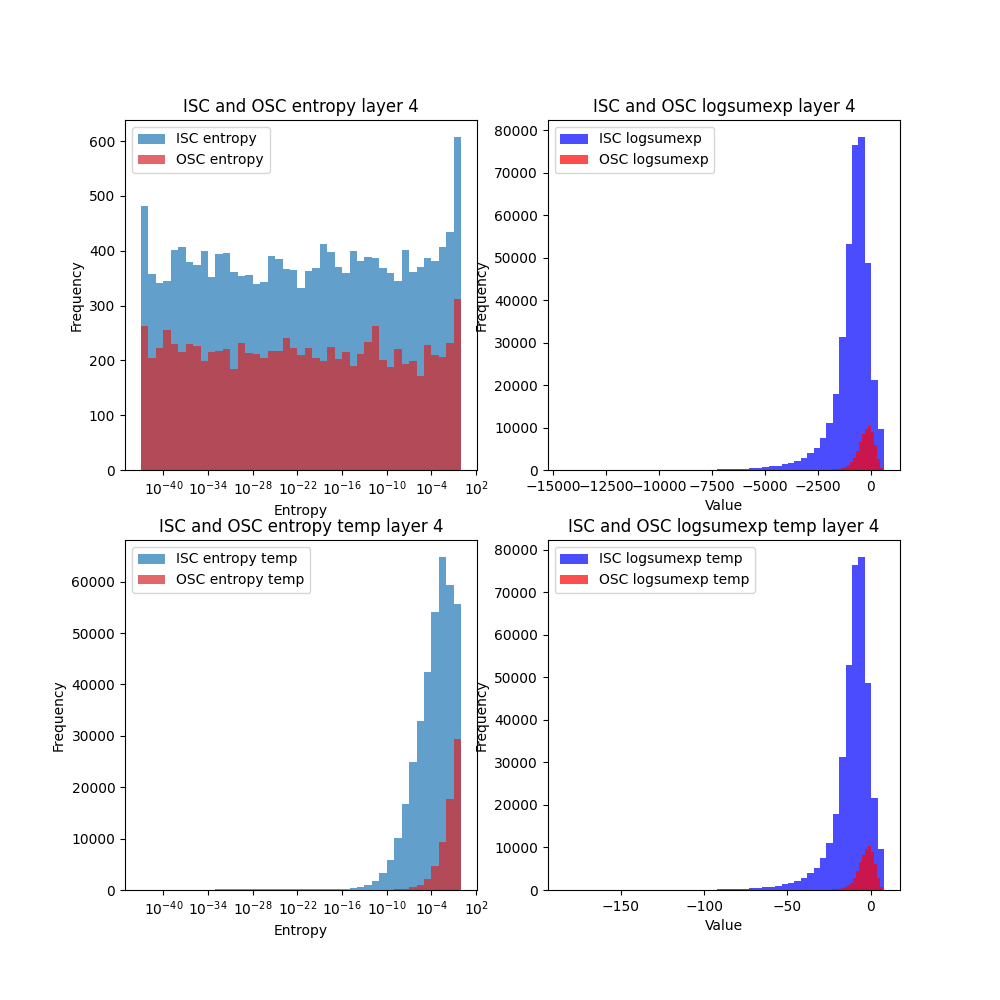 ISC and OSC entropy layer 4
ISC entropy
OSC entropy
Frequency
600
500
400
300
200
100
0
10⁻⁴⁰ 10⁻³⁴ 10⁻²⁸ 10⁻²² 10⁻¹⁶ 10⁻¹⁰ 10⁻⁴ 10²
Entropy
ISC and OSC logsumexp layer 4
ISC logsumexp
OSC logsumexp
Frequency
80000
70000
60000
50000
40000
30000
20000
10000
0
−15000 −12500 −10000 −7500 −5000 −2500 0
Value
ISC and OSC entropy temp layer 4
ISC entropy temp
OSC entropy temp
Frequency
60000
50000
40000
30000
20000
10000
0
10⁻⁴⁰ 10⁻³⁴ 10⁻²⁸ 10⁻²² 10⁻¹⁶ 10⁻¹⁰ 10⁻⁴ 10²
Entropy
ISC and OSC logsumexp temp layer 4
ISC logsumexp temp
OSC logsumexp temp
Frequency
80000
70000
60000
50000
40000
30000
20000
10000
0
−150 −100 −50 0
Value